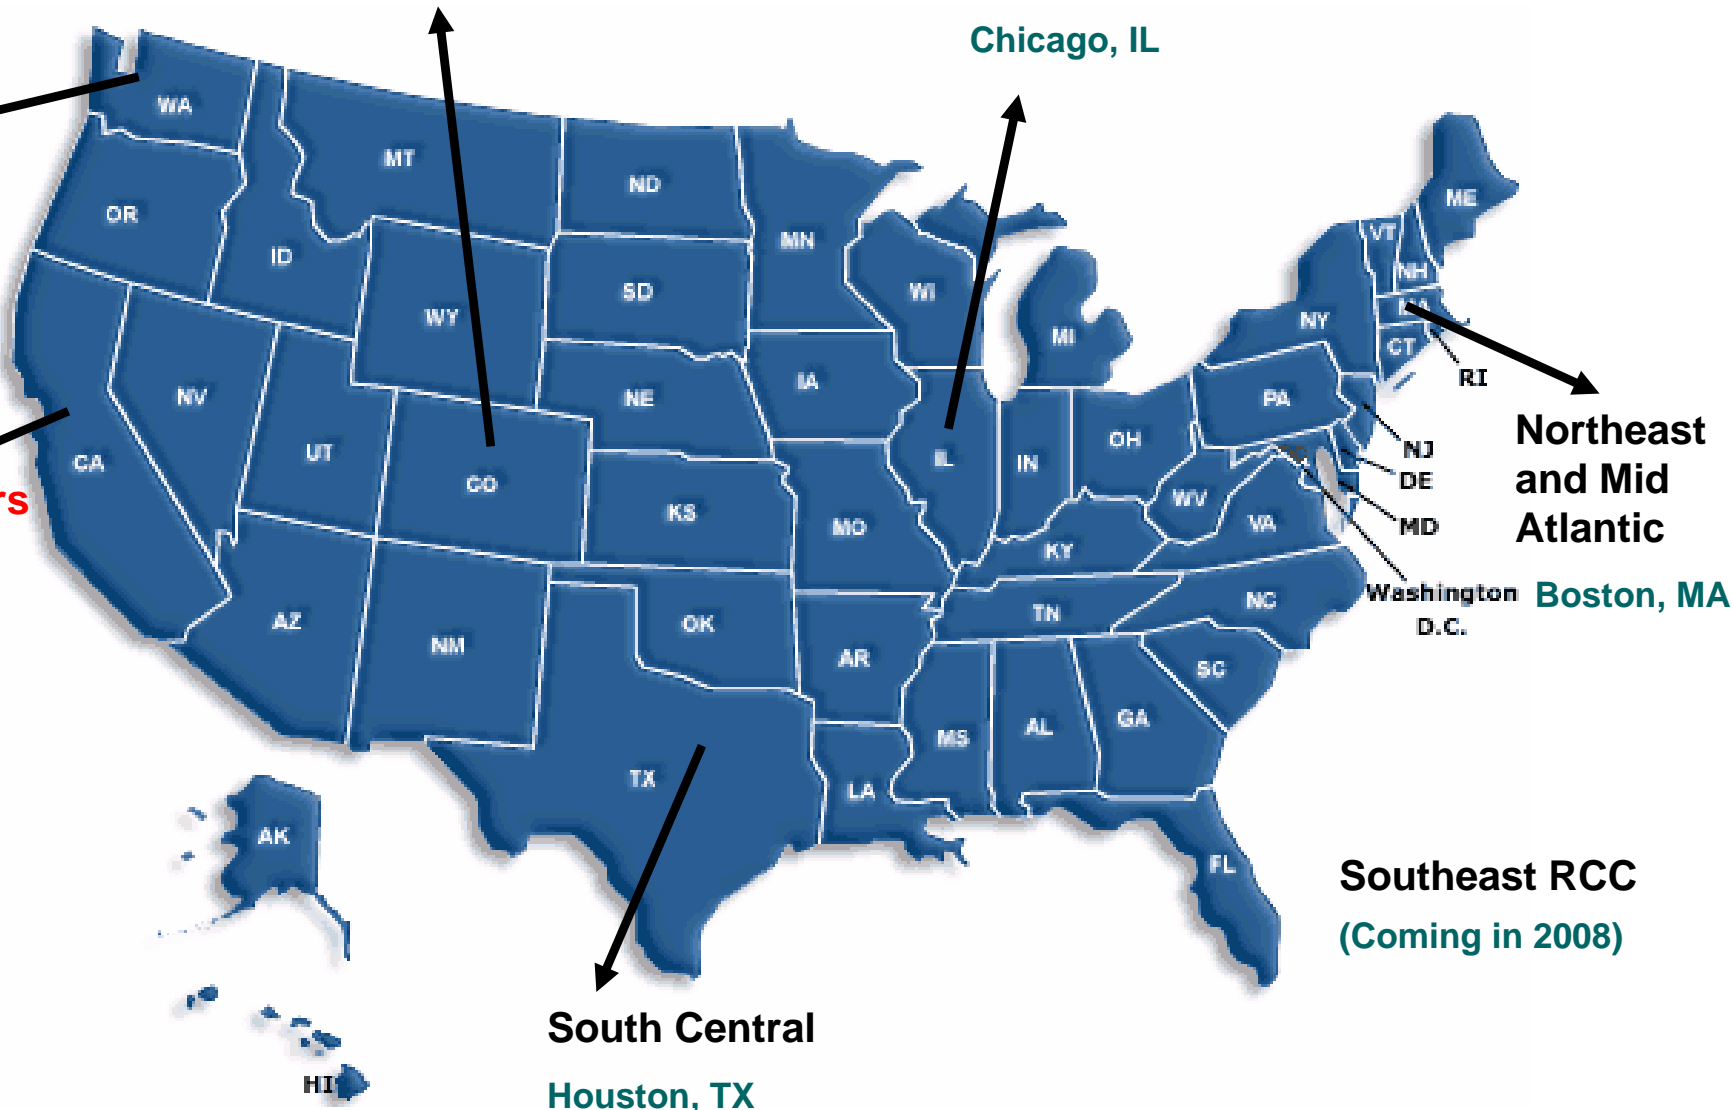 Chicago, IL
WA
MT
ND
ME
OR
VT
MN
ID
NH
SD
WI
MA
WY
NY
MI
CT
RI
IA
NV
NE
PA
OH
Northeast
and Mid
Atlantic
NJ
UT
CA
IL
IN
DE
CO
WV
rs
KS
MO
VA
MD
KY
Washington
D.C.
Boston, MA
NC
TN
AZ
OK
NM
AR
SC
GA
AL
MS
TX
LA
AK
FL
Southeast RCC
(Coming in 2008)
South Central
HI
Houston, TX